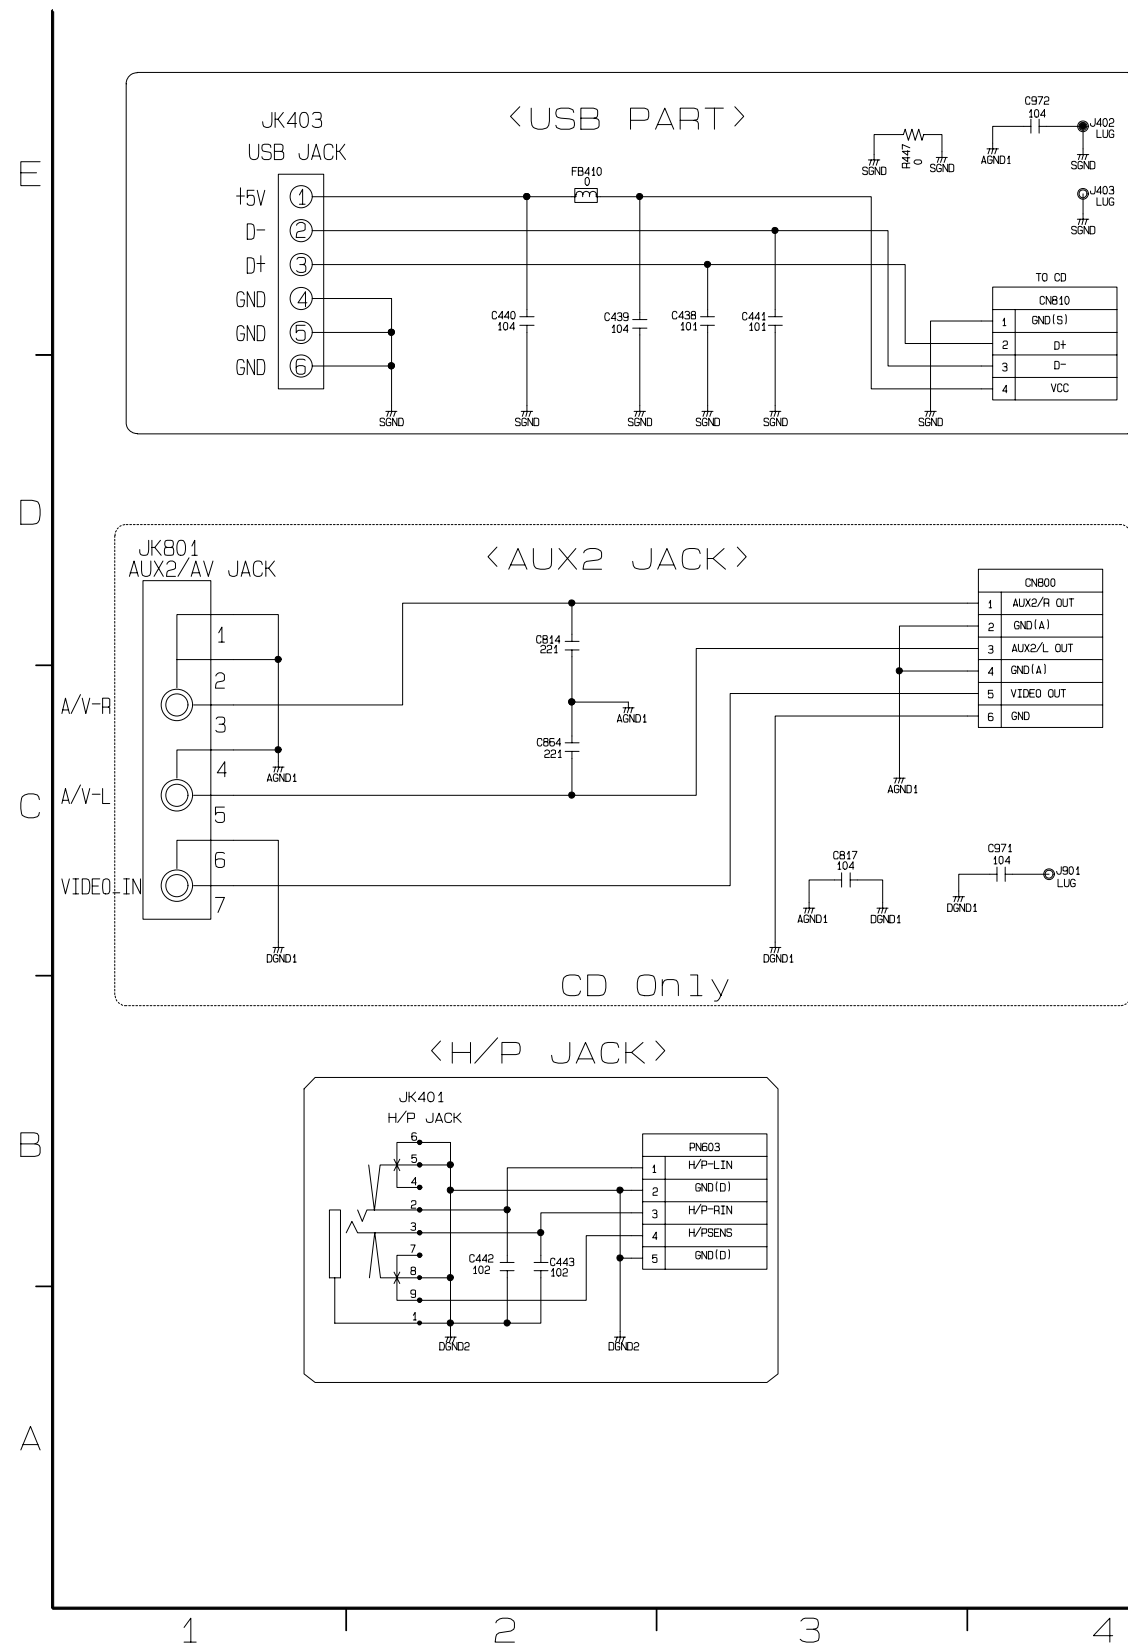 <USB PART>
JK403
USB JACK
+5V 1
D- 2
D+ 3
GND 4
GND 5
GND 6
SGND
C440
104
SGND
FB410
0
C439
104
SGND
C438
101
SGND
C441
101
SGND
SGND
R447
0
SGND
C972
104
AGND1
J402
LUG
SGND
J403
LUG
SGND
TO CD
CN810
1 GND(S)
2 D+
3 D-
4 VCC
SGND
<AUX2 JACK>
JK801
AUX2/AV JACK
1
2
A/V-R
3
4
AGND1
A/V-L
5
6
VIDEO_IN
7
DGND1
C814
221
AGND1
C864
221
CN800
1 AUX2/R OUT
2 GND(A)
3 AUX2/L OUT
4 GND(A)
5 VIDEO OUT
6 GND
AGND1
DGND1
C817
104
AGND1
DGND1
C971
104
DGND1
J901
LUG
CD Only
<H/P JACK>
JK401
H/P JACK
6
5
4
2
3
7
8
9
1
DGND2
C442
102
C443
102
DGND2
PN603
1 H/P-LIN
2 GND(D)
3 H/P-RIN
4 H/PSENS
5 GND(D)
E
D
C
B
A
1 2 3 4